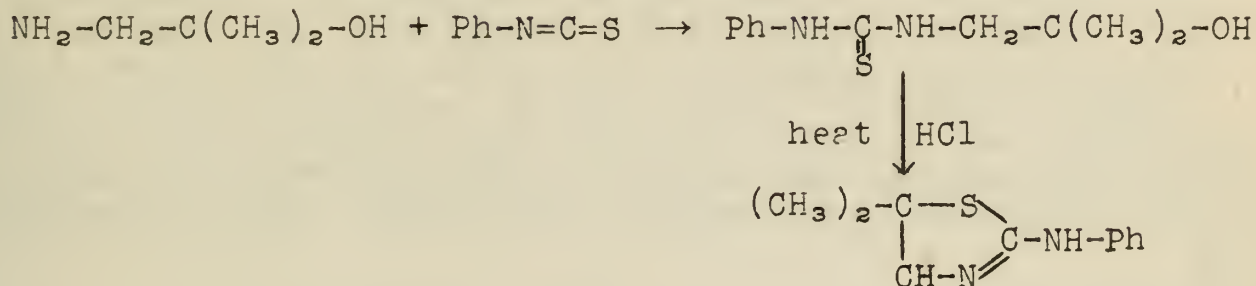 NH₂-CH₂-C(CH₃)₂-OH + Ph-N=C=S → Ph-NH-C-NH-CH₂-C(CH₃)₂-OH
S
heat HCl
(CH₃)₂-C—S
C-NH-Ph
CH-N